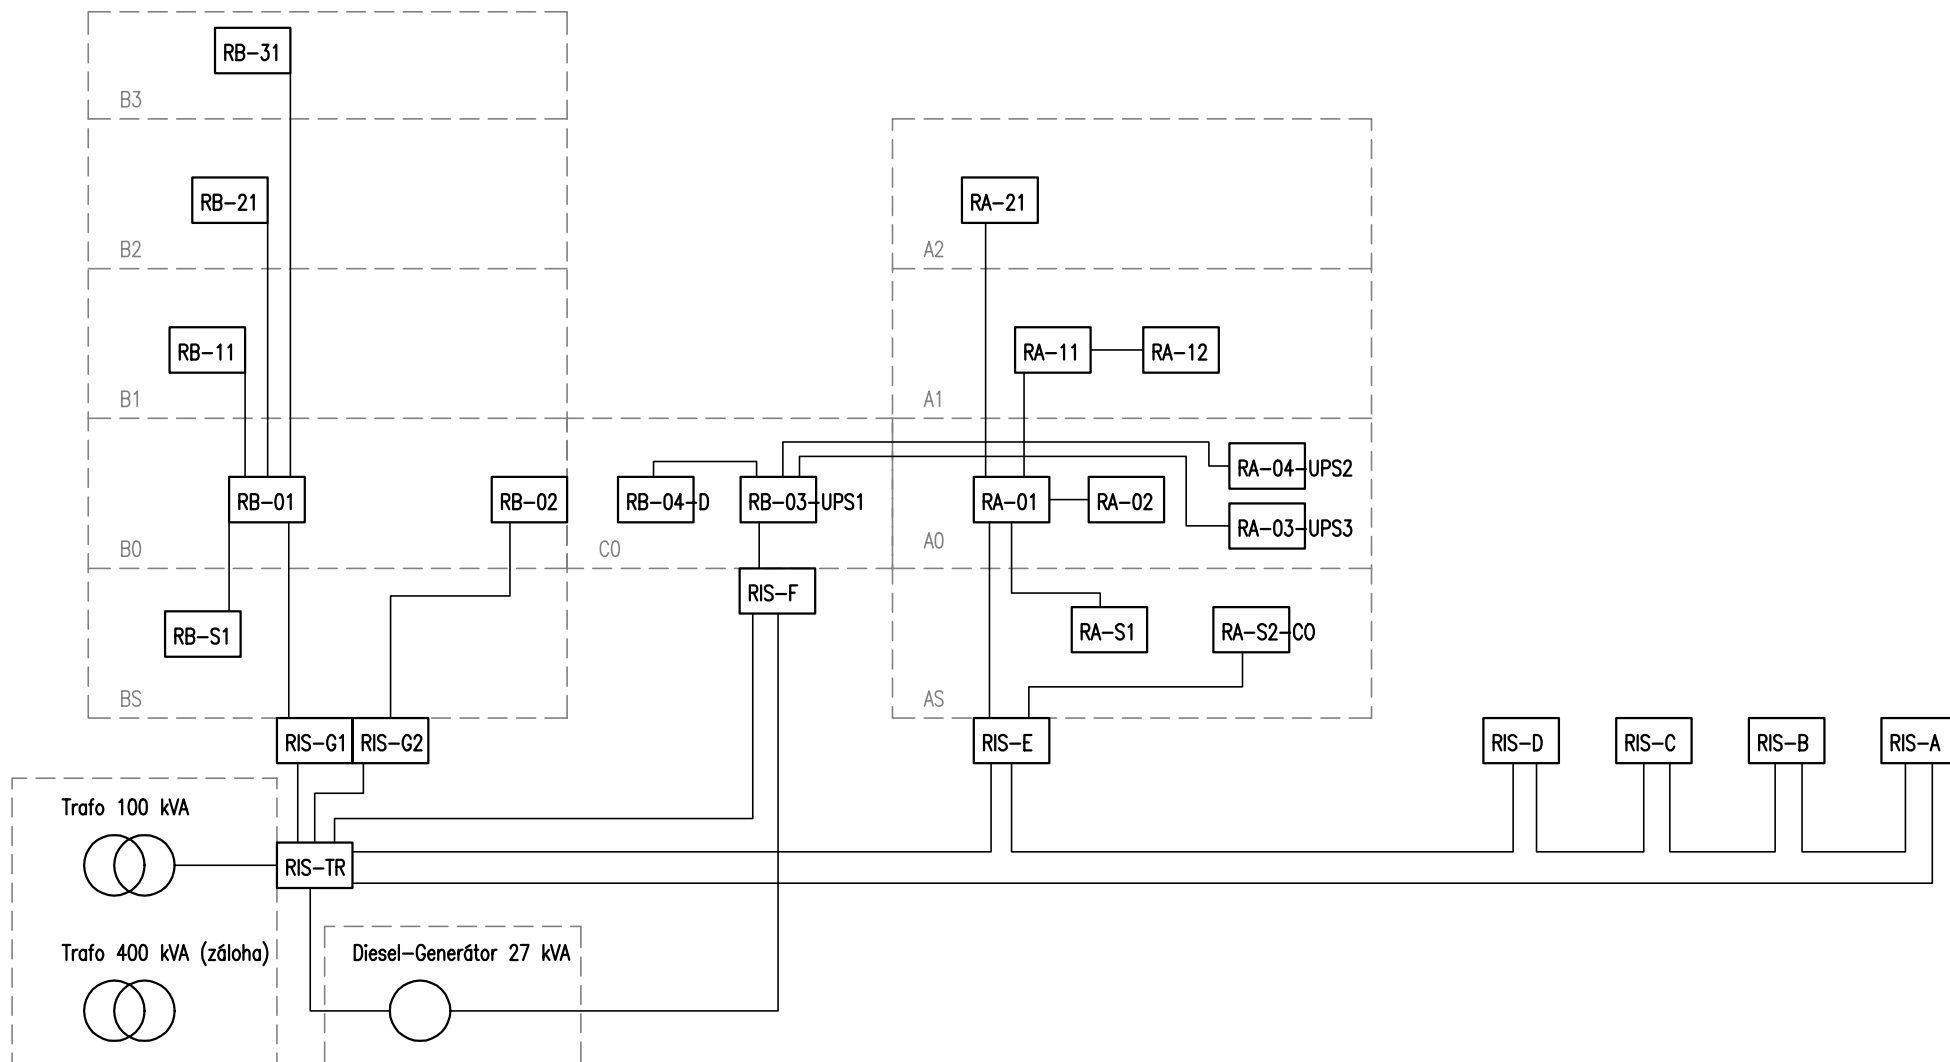 RB-31
B3
RB-21
RA-21
B2
A2
RB-11
RA-11
RA-12
B1
A1
RA-04-UPS2
RB-01
RB-02
RB-04-D
RB-03-UPS1
RA-01
RA-02
RA-03-UPS3
B0
C0
A0
RIS-F
RB-S1
RA-S1
RA-S2-C0
BS
AS
RIS-G1
RIS-G2
RIS-E
RIS-D
RIS-C
RIS-B
RIS-A
Trafo 100 kVA
RIS-TR
Trafo 400 kVA (záloha)
Diesel-Generátor 27 kVA